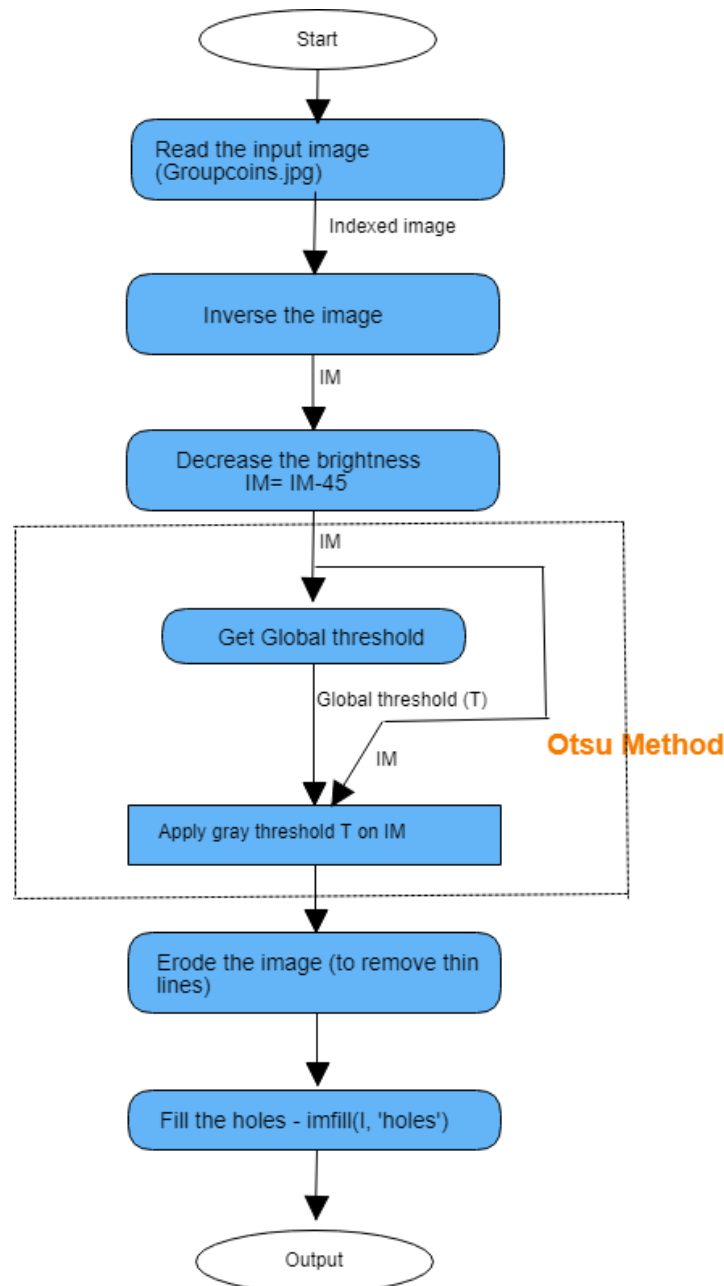 Start
Read the input image
(Groupcoins.jpg)
Indexed image
Inverse the image
IM
Decrease the brightness
IM= IM-45
IM
Get Global threshold
Global threshold (T)
Otsu Method
IM
Apply gray threshold T on IM
Erode the image (to remove thin
lines)
Fill the holes - imfill(I, 'holes')
Output